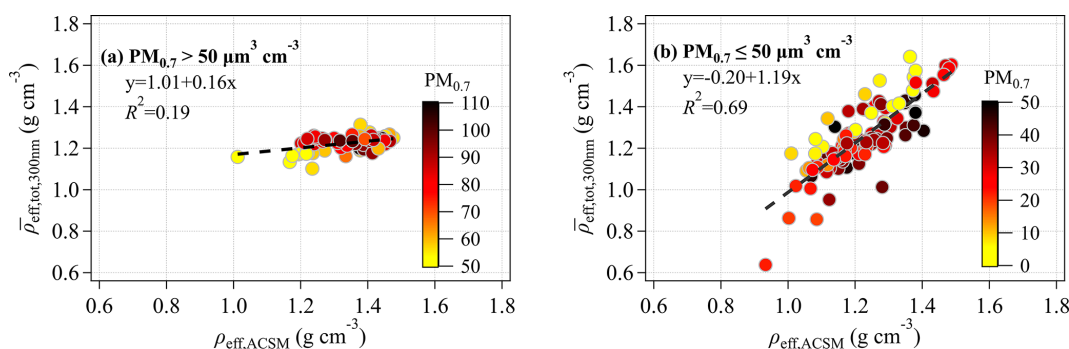 1.8
1.6
1.4
1.2
1.0
0.8
0.6
ρ̅eff,tot,300nm (g cm⁻³)
(a) PM₀.₇ > 50 μm³ cm⁻³
y=1.01+0.16x
R²=0.19
PM₀.₇
110
100
90
80
70
60
50
0.6 0.8 1.0 1.2 1.4 1.6 1.8
ρeff,ACSM (g cm⁻³)
1.8
1.6
1.4
1.2
1.0
0.8
0.6
ρ̅eff,tot,300nm (g cm⁻³)
(b) PM₀.₇ ≤ 50 μm³ cm⁻³
y=-0.20+1.19x
R²=0.69
PM₀.₇
50
40
30
20
10
0
0.6 0.8 1.0 1.2 1.4 1.6 1.8
ρeff,ACSM (g cm⁻³)